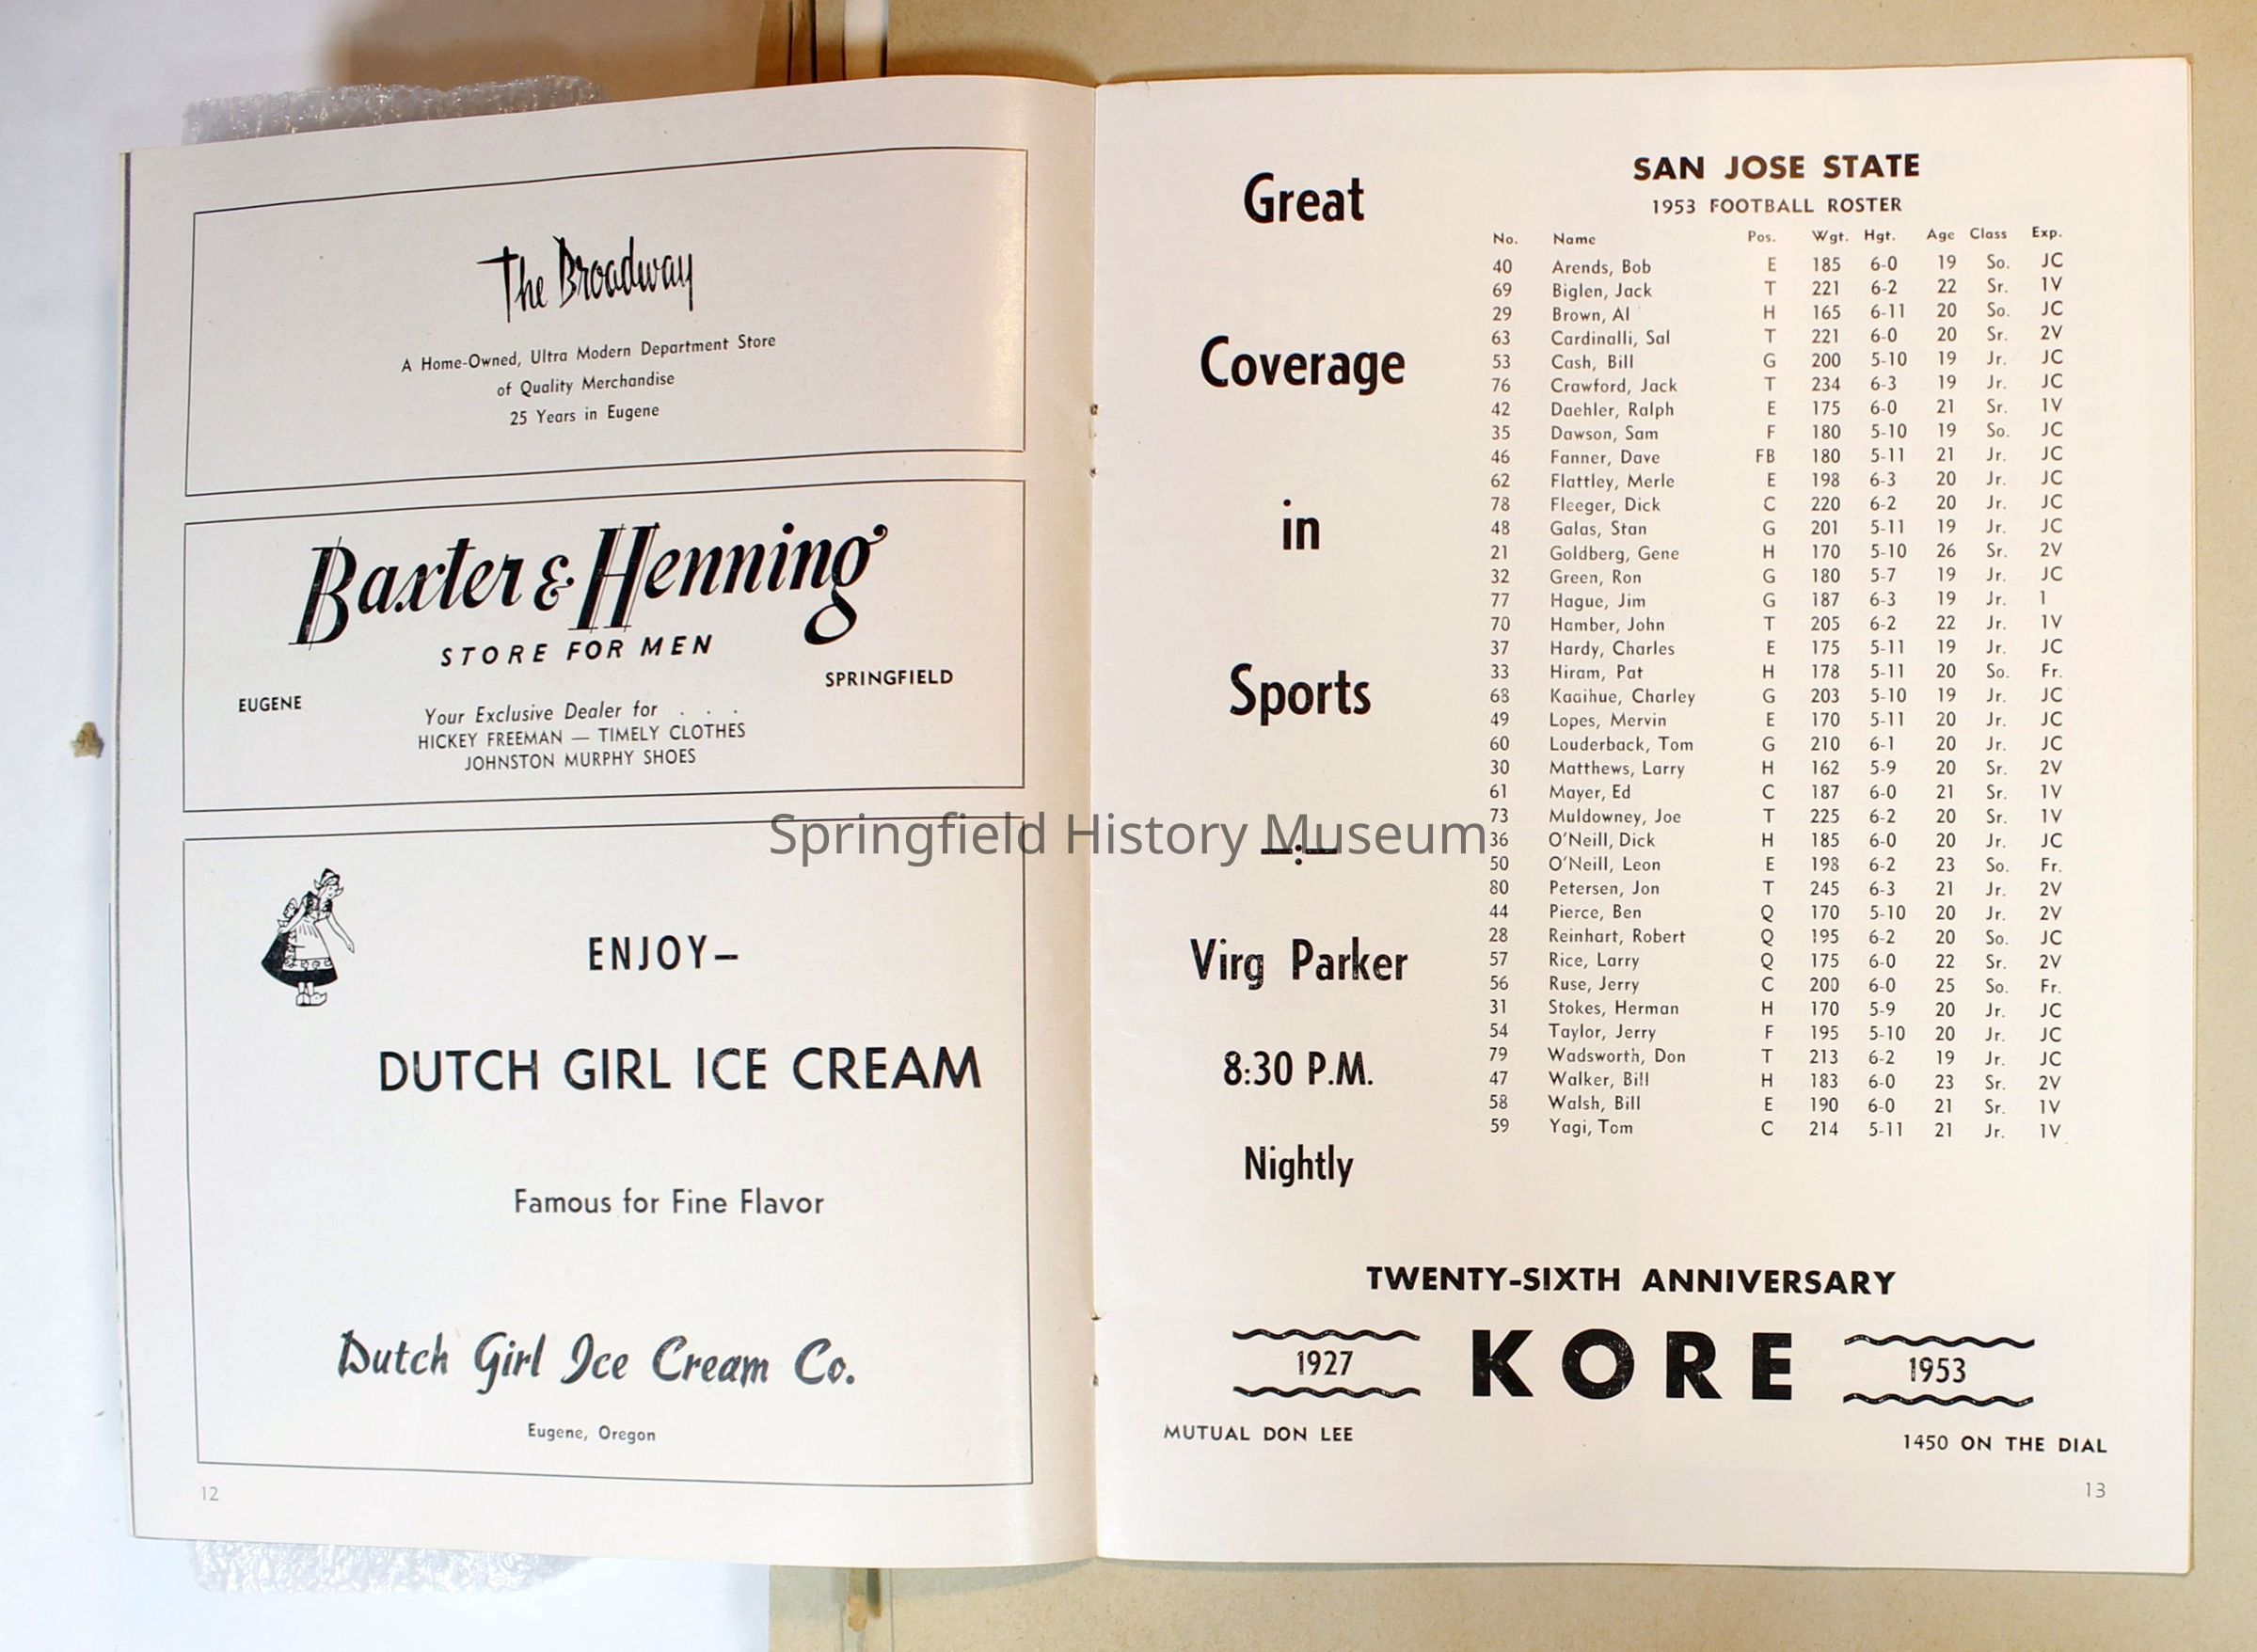 The Broadway
A Home-Owned, Ultra Modern Department Store
of Quality Merchandise
25 Years in Eugene
Baxter & Henning
STORE FOR MEN
EUGENE
SPRINGFIELD
Your Exclusive Dealer for . . .
HICKEY FREEMAN — TIMELY CLOTHES
JOHNSTON MURPHY SHOES
ENJOY–
DUTCH GIRL ICE CREAM
Famous for Fine Flavor
Dutch Girl Ice Cream Co.
Eugene, Oregon
12
Springfield History Museum
Great
Coverage
in
Sports
—:—
Virg Parker
8:30 P.M.
Nightly
SAN JOSE STATE
1953 FOOTBALL ROSTER
No. Name Pos. Wgt. Hgt. Age Class Exp.
40 Arends, Bob E 185 6-0 19 So. JC
69 Biglen, Jack T 221 6-2 22 Sr. 1V
29 Brown, Al H 165 6-11 20 So. JC
63 Cardinalli, Sal T 221 6-0 20 Sr. 2V
53 Cash, Bill G 200 5-10 19 Jr. JC
76 Crawford, Jack T 234 6-3 19 Jr. JC
42 Daehler, Ralph E 175 6-0 21 Sr. 1V
35 Dawson, Sam F 180 5-10 19 So. JC
46 Fanner, Dave FB 180 5-11 21 Jr. JC
62 Flattley, Merle E 198 6-3 20 Jr. JC
78 Fleeger, Dick C 220 6-2 20 Jr. JC
48 Galas, Stan G 201 5-11 19 Jr. JC
21 Goldberg, Gene H 170 5-10 26 Sr. 2V
32 Green, Ron G 180 5-7 19 Jr. JC
77 Hague, Jim G 187 6-3 19 Jr. 1
70 Hamber, John T 205 6-2 22 Jr. 1V
37 Hardy, Charles E 175 5-11 19 Jr. JC
33 Hiram, Pat H 178 5-11 20 So. Fr.
68 Kaaihue, Charley G 203 5-10 19 Jr. JC
49 Lopes, Mervin E 170 5-11 20 Jr. JC
60 Louderback, Tom G 210 6-1 20 Jr. JC
30 Matthews, Larry H 162 5-9 20 Sr. 2V
61 Mayer, Ed C 187 6-0 21 Sr. 1V
73 Muldowney, Joe T 225 6-2 20 Sr. 1V
36 O'Neill, Dick H 185 6-0 20 Jr. JC
50 O'Neill, Leon E 198 6-2 23 So. Fr.
80 Petersen, Jon T 245 6-3 21 Jr. 2V
44 Pierce, Ben Q 170 5-10 20 Jr. 2V
28 Reinhart, Robert Q 195 6-2 20 So. JC
57 Rice, Larry Q 175 6-0 22 Sr. 2V
56 Ruse, Jerry C 200 6-0 25 So. Fr.
31 Stokes, Herman H 170 5-9 20 Jr. JC
54 Taylor, Jerry F 195 5-10 20 Jr. JC
79 Wadsworth, Don T 213 6-2 19 Jr. JC
47 Walker, Bill H 183 6-0 23 Sr. 2V
58 Walsh, Bill E 190 6-0 21 Sr. 1V
59 Yagi, Tom C 214 5-11 21 Jr. 1V
TWENTY-SIXTH ANNIVERSARY
1927 KORE 1953
MUTUAL DON LEE
1450 ON THE DIAL
13